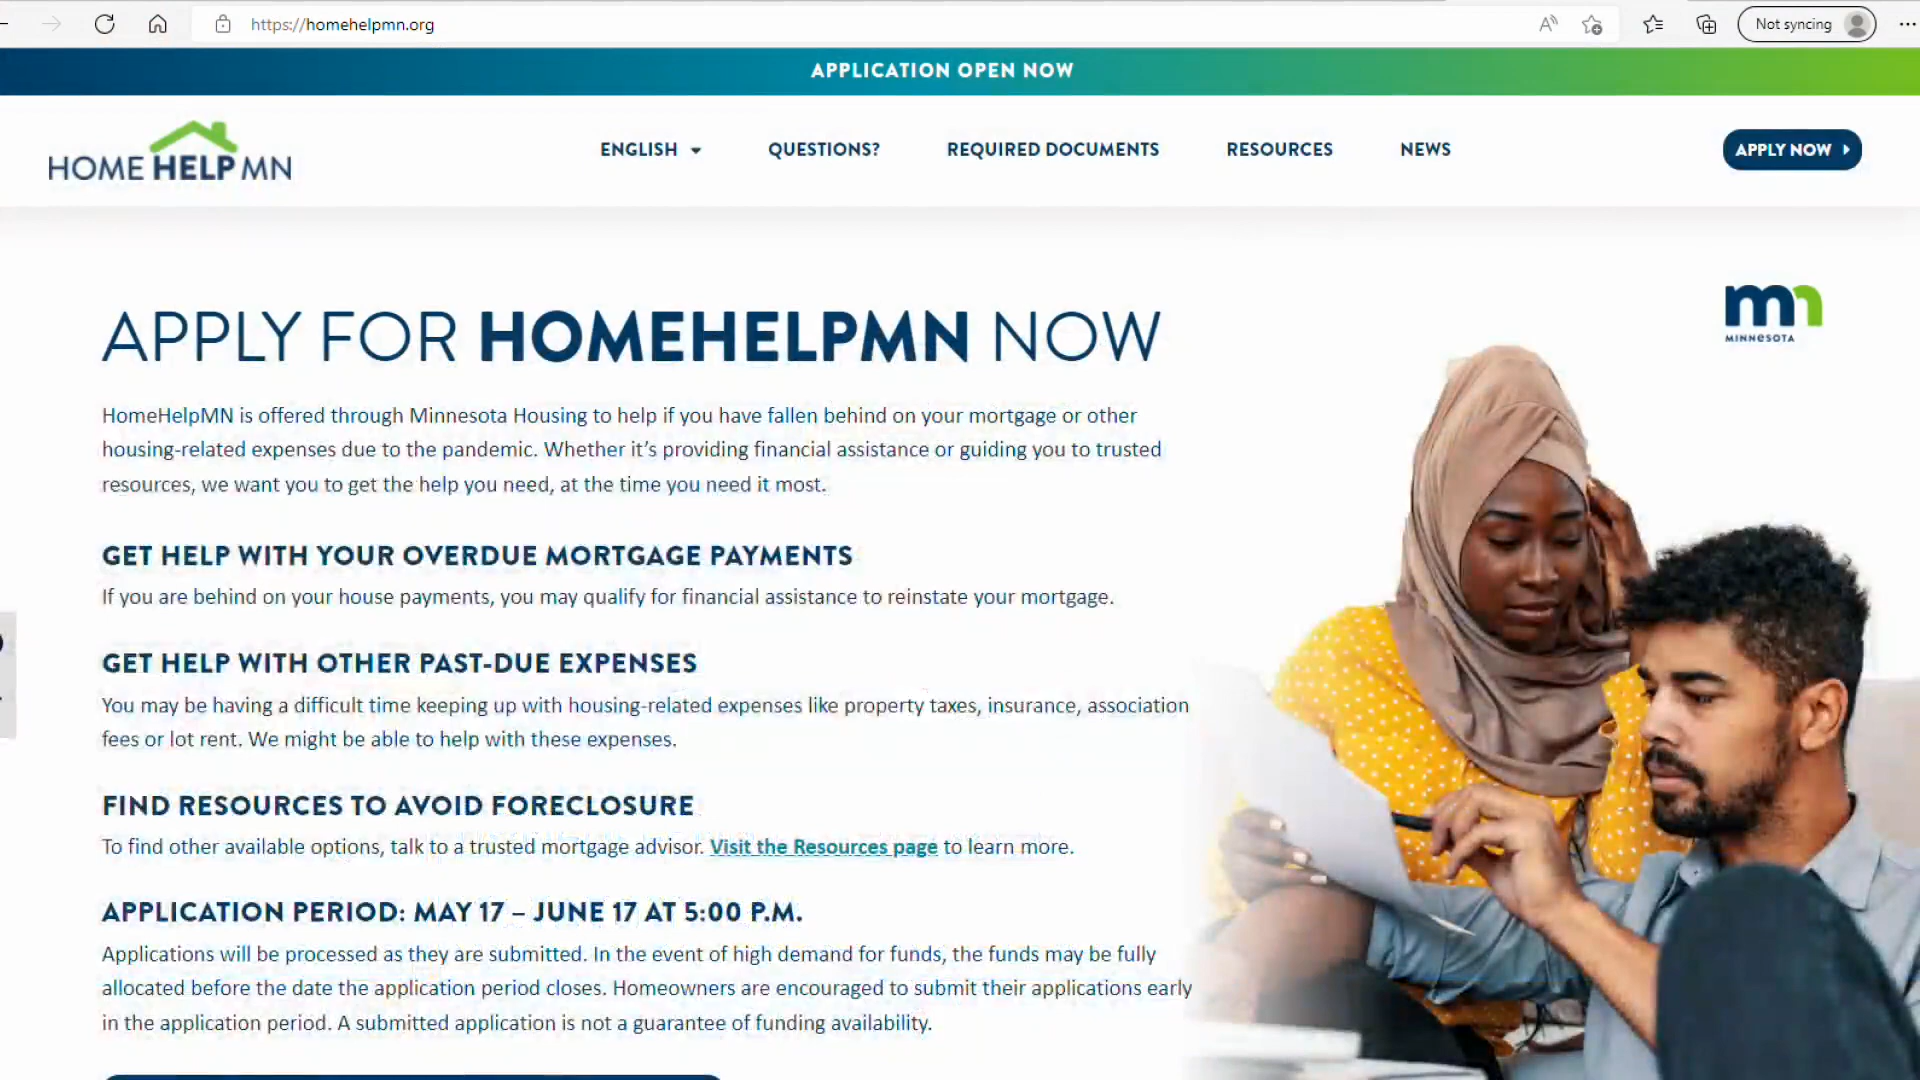 https://homehelpmn.org
Not syncing
APPLICATION OPEN NOW
HOME HELP MN
ENGLISH
QUESTIONS?
REQUIRED DOCUMENTS
RESOURCES
NEWS
APPLY NOW
mn
MINNESOTA
APPLY FOR HOMEHELPMN NOW
HomeHelpMN is offered through Minnesota Housing to help if you have fallen behind on your mortgage or other
housing-related expenses due to the pandemic. Whether it's providing financial assistance or guiding you to trusted
resources, we want you to get the help you need, at the time you need it most.
GET HELP WITH YOUR OVERDUE MORTGAGE PAYMENTS
If you are behind on your house payments, you may qualify for financial assistance to reinstate your mortgage.
GET HELP WITH OTHER PAST-DUE EXPENSES
You may be having a difficult time keeping up with housing-related expenses like property taxes, insurance, association
fees or lot rent. We might be able to help with these expenses.
FIND RESOURCES TO AVOID FORECLOSURE
To find other available options, talk to a trusted mortgage advisor. Visit the Resources page to learn more.
APPLICATION PERIOD: MAY 17 – JUNE 17 AT 5:00 P.M.
Applications will be processed as they are submitted. In the event of high demand for funds, the funds may be fully
allocated before the date the application period closes. Homeowners are encouraged to submit their applications early
in the application period. A submitted application is not a guarantee of funding availability.